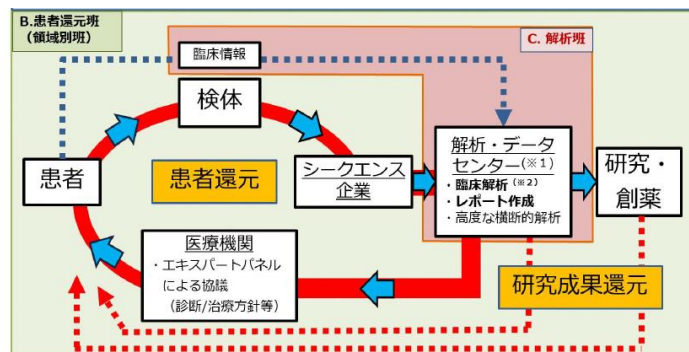 B.患者還元班
（領域別班）
臨床情報
C. 解析班
検体
解析・データ
センター(※1)
・臨床解析(※2)
・レポート作成
・高度な横断的解析
シークエンス
企業
研究・
創薬
患者
患者還元
医療機関
・エキスパートパネル
による協議
（診断/治療方針等）
研究成果還元